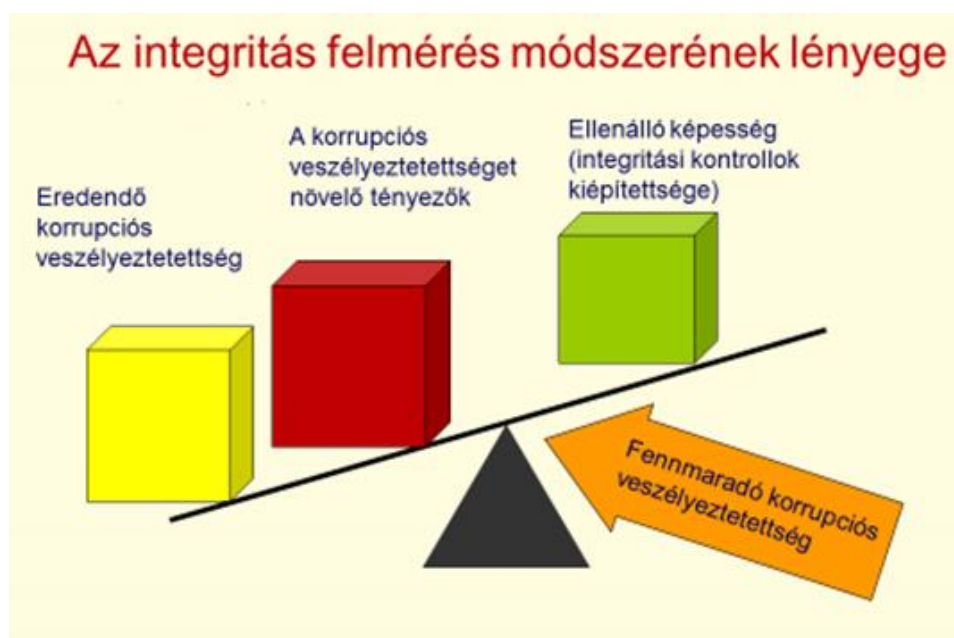 Az integritás felmérés módszerének lényege
Eredendő
korrupciós
veszélyeztetettség
A korrupciós
veszélyeztetettséget
növelő tényezők
Ellenálló képesség
(integritási kontrollok
kiépítettsége)
Fennmaradó korrupciós
veszélyeztetettség